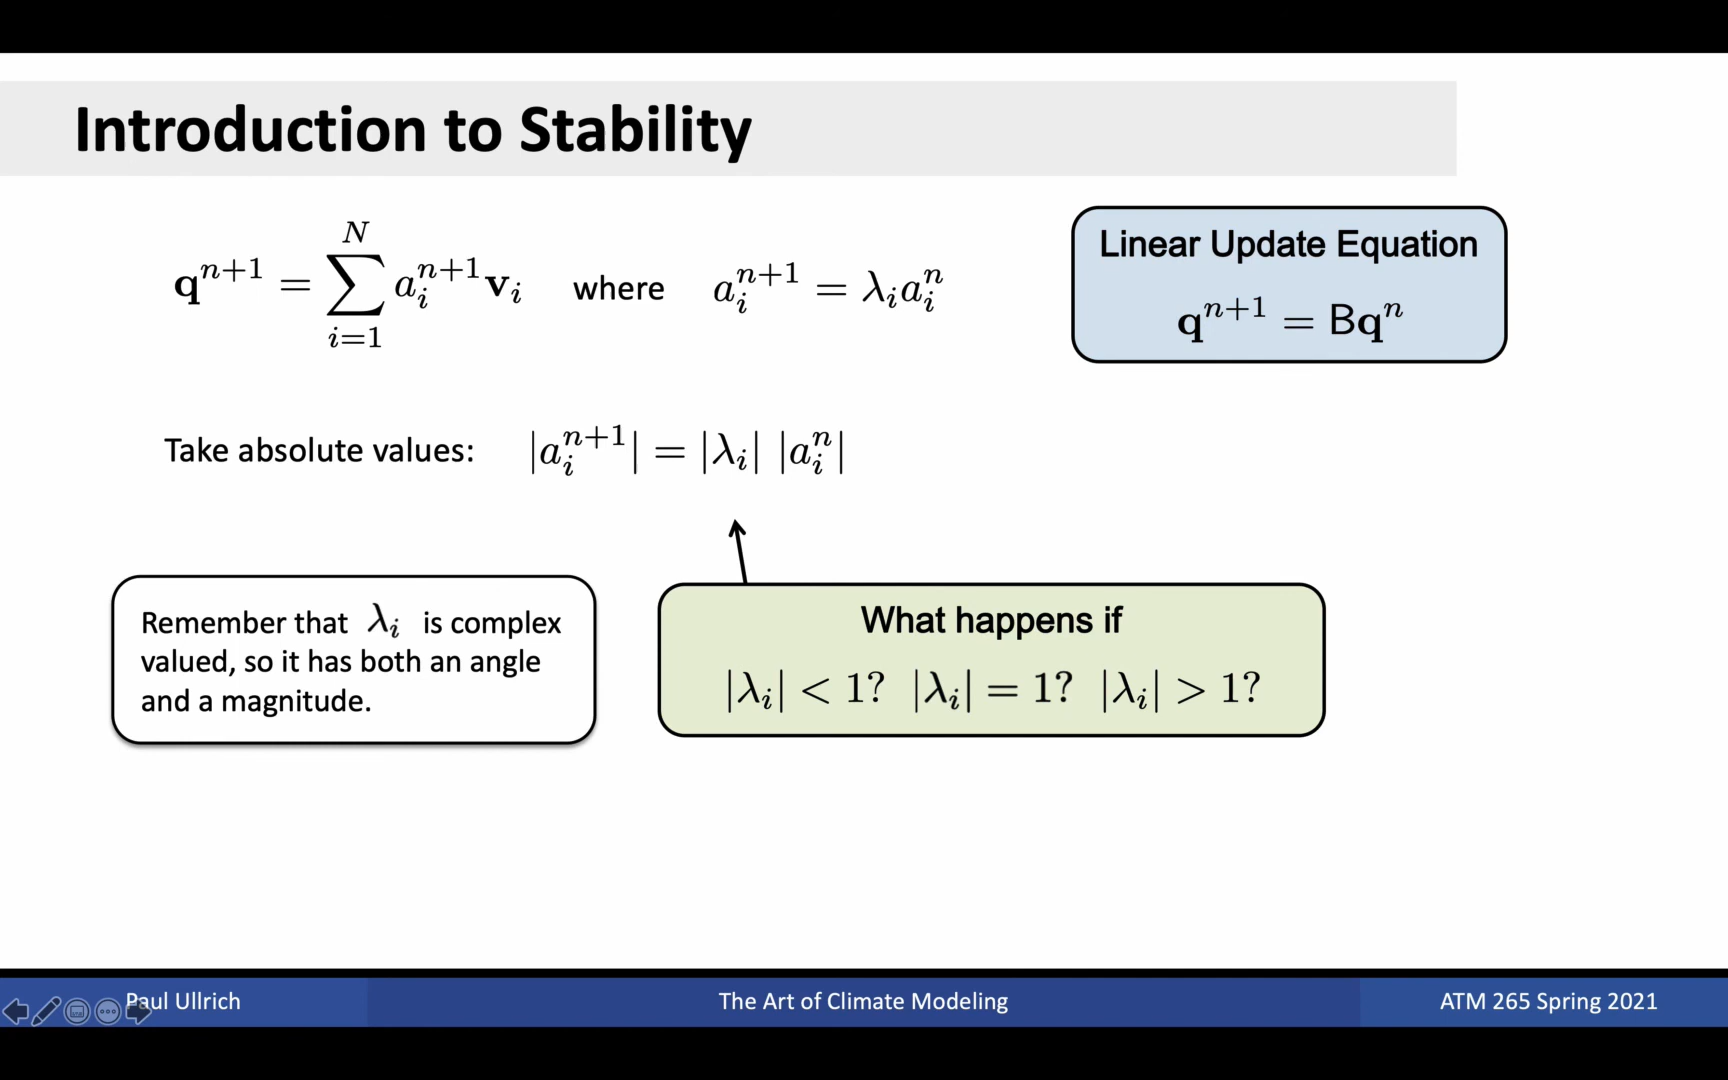 Introduction to Stability
𝐪ⁿ⁺¹ = ∑_{i=1}^{N} a_i^{n+1} 𝐯_i where a_i^{n+1} = λ_i a_i^n
Linear Update Equation
𝐪ⁿ⁺¹ = B𝐪ⁿ
Take absolute values: |a_i^{n+1}| = |λ_i| |a_i^n|
Remember that λ_i is complex
valued, so it has both an angle
and a magnitude.
What happens if
|λ_i| < 1? |λ_i| = 1? |λ_i| > 1?
Paul Ullrich
The Art of Climate Modeling
ATM 265 Spring 2021